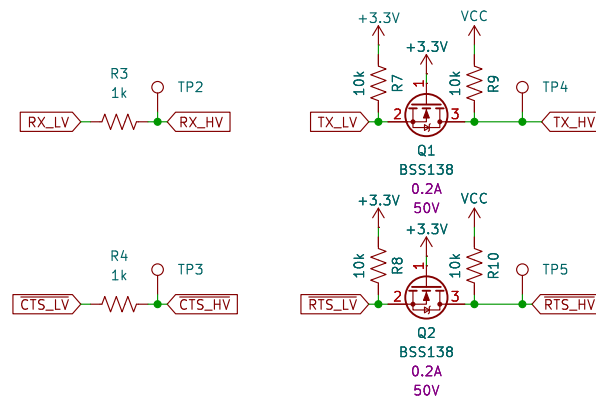 R3
1k
TP2
RX_LV
RX_HV
+3.3V
VCC
+3.3V
10k
R7
1
10k
R9
TP4
TX_LV
2
3
TX_HV
Q1
BSS138
0.2A
50V
R4
1k
TP3
CTS_LV
CTS_HV
+3.3V
VCC
+3.3V
10k
R8
1
10k
R10
TP5
RTS_LV
2
3
RTS_HV
Q2
BSS138
0.2A
50V